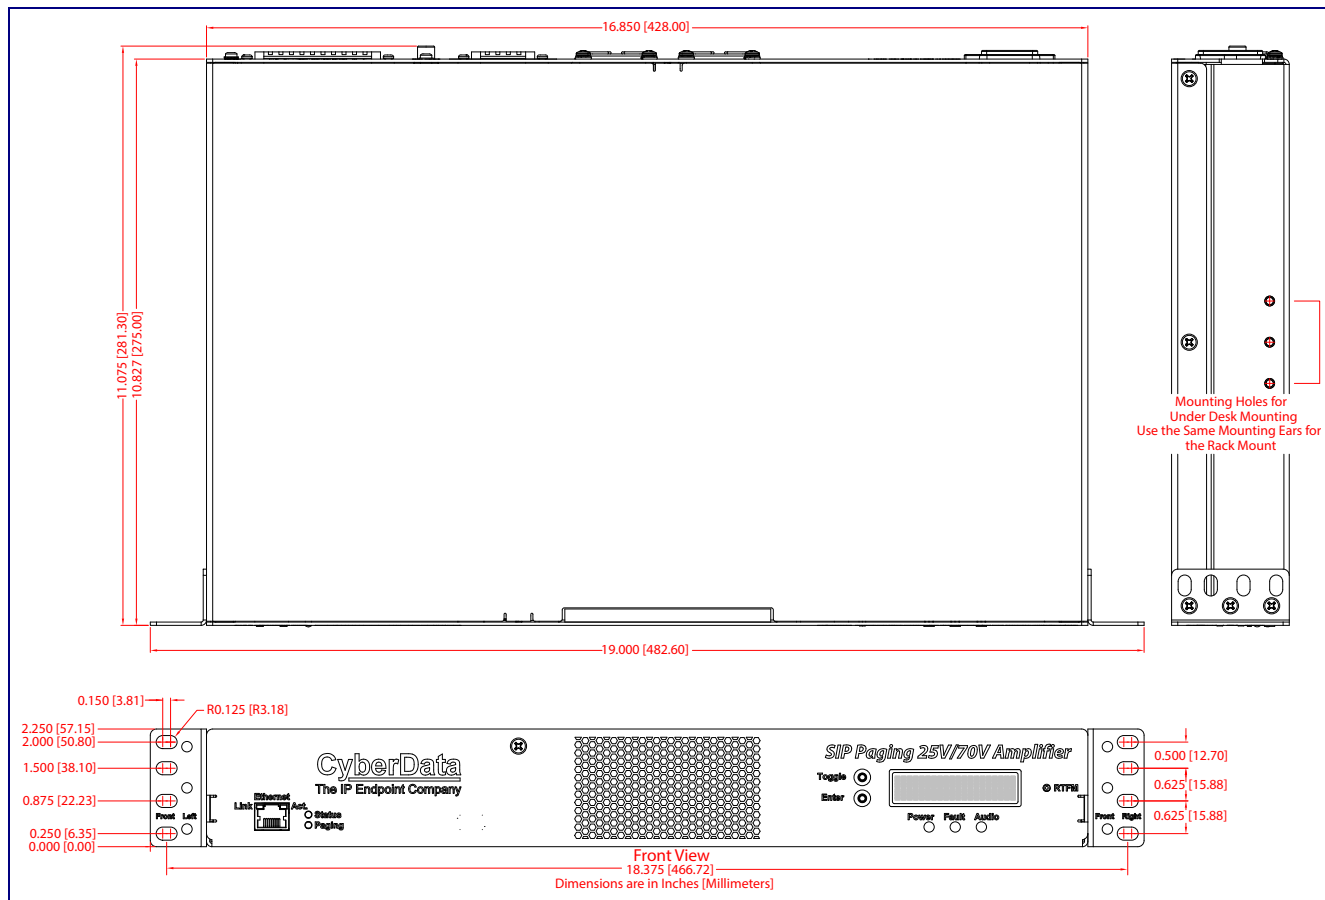 16.850 [428.00]
11.075 [281.30]
10.827 [275.00]
Mounting Holes for
Under Desk Mounting
Use the Same Mounting Ears for
the Rack Mount
19.000 [482.60]
0.150 [3.81]
R0.125 [R3.18]
2.250 [57.15]
2.000 [50.80]
1.500 [38.10]
0.875 [22.23]
0.250 [6.35]
0.000 [0.00]
Front Left
CyberData
The IP Endpoint Company
Ethernet
Link
Act.
Status
Paging
SIP Paging 25V/70V Amplifier
Toggle
Enter
RTFM
Power Fault Audio
Front Right
0.500 [12.70]
0.625 [15.88]
0.625 [15.88]
Front View
18.375 [466.72]
Dimensions are in Inches [Millimeters]